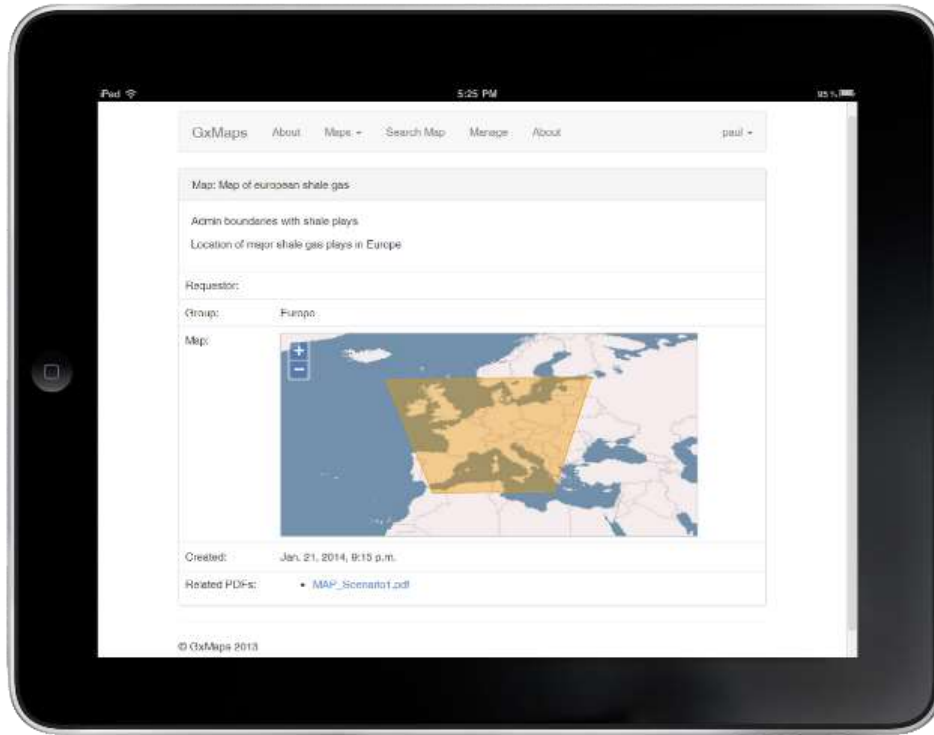 iPad 5:25 PM 95 %
GxMaps About Maps Search Map Manage About paul
Map: Map of european shale gas
Admin boundaries with shale plays
Location of major shale gas plays in Europe
Requestor:
Group: Europe
Map:
+
−
Created: Jan. 21, 2014, 9:15 p.m.
Related PDFs: • MAP_Scenario1.pdf
© GxMaps 2013